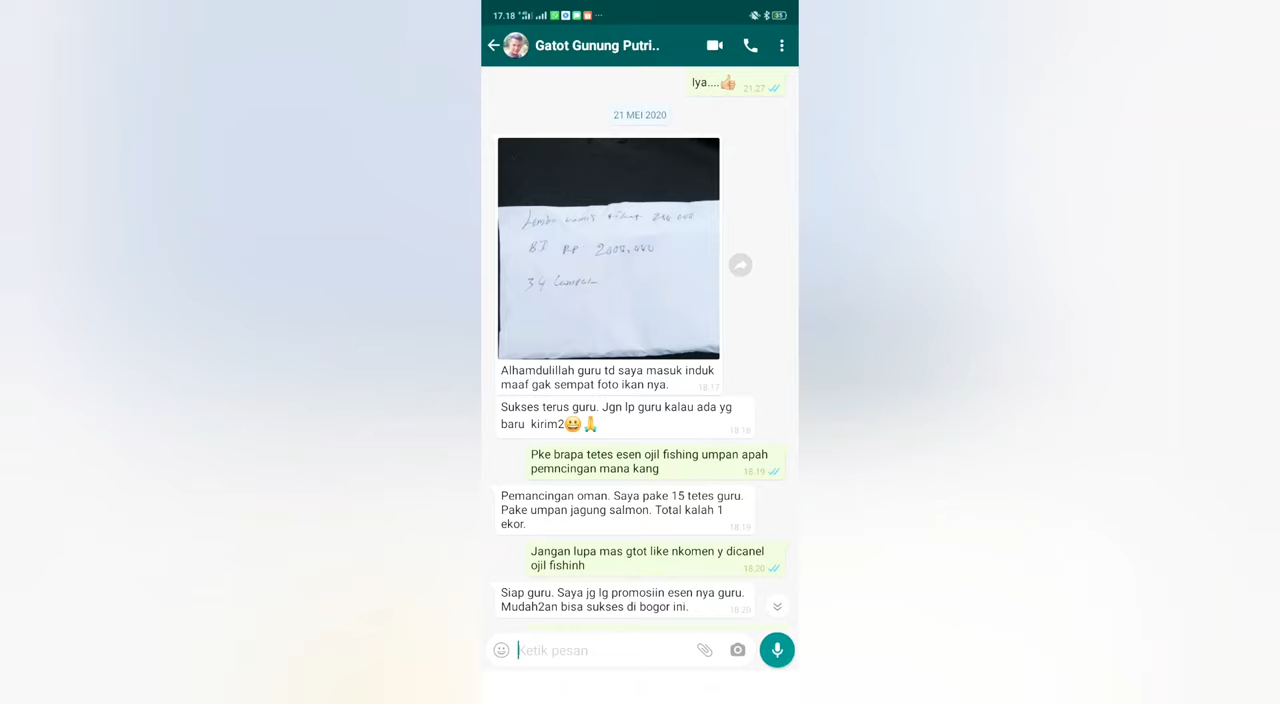 17.18
Gatot Gunung Putri..
Iya....👍
21.27
21 MEI 2020
BI RP 2000.000
34
Alhamdulillah guru td saya masuk induk
maaf gak sempat foto ikan nya.
18.17
Sukses terus guru. Jgn lp guru kalau ada yg
baru kirim2😀🙏
18.18
Pke brapa tetes esen ojil fishing umpan apah
pemncingan mana kang
18.19
Pemancingan oman. Saya pake 15 tetes guru.
Pake umpan jagung salmon. Total kalah 1
ekor.
18.19
Jangan lupa mas gtot like nkomen y dicanel
ojil fishinh
18.20
Siap guru. Saya jg lg promosiin esen nya guru.
Mudah2an bisa sukses di bogor ini.
18.20
Ketik pesan